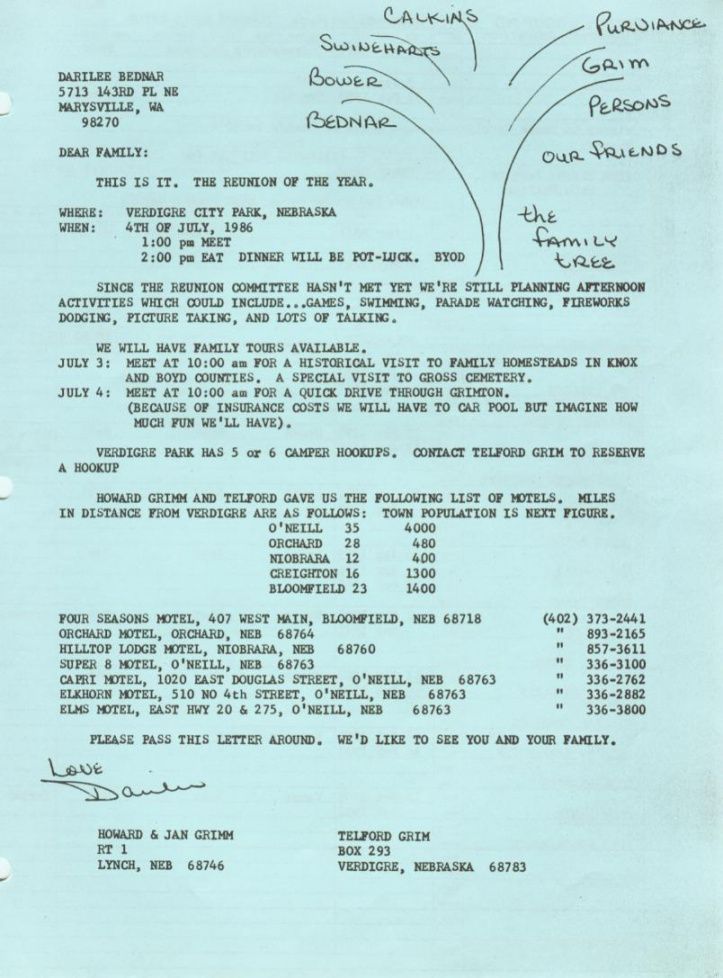 CALKINS
SWINEHARTS
BOWER
BEDNAR
PURVIANCE
GRIM
PERSONS
OUR FRIENDS
the
FAMILY
TREE
DARILEE BEDNAR
5713 143RD PL NE
MARYSVILLE, WA
98270
DEAR FAMILY:
THIS IS IT. THE REUNION OF THE YEAR.
WHERE: VERDIGRE CITY PARK, NEBRASKA
WHEN: 4TH OF JULY, 1986
1:00 pm MEET
2:00 pm EAT DINNER WILL BE POT-LUCK. BYOD
SINCE THE REUNION COMMITTEE HASN'T MET YET WE'RE STILL PLANNING AFTERNOON
ACTIVITIES WHICH COULD INCLUDE...GAMES, SWIMMING, PARADE WATCHING, FIREWORKS
DODGING, PICTURE TAKING, AND LOTS OF TALKING.
WE WILL HAVE FAMILY TOURS AVAILABLE.
JULY 3: MEET AT 10:00 am FOR A HISTORICAL VISIT TO FAMILY HOMESTEADS IN KNOX
AND BOYD COUNTIES. A SPECIAL VISIT TO GROSS CEMETERY.
JULY 4: MEET AT 10:00 am FOR A QUICK DRIVE THROUGH GRIMTON.
(BECAUSE OF INSURANCE COSTS WE WILL HAVE TO CAR POOL BUT IMAGINE HOW
MUCH FUN WE'LL HAVE).
VERDIGRE PARK HAS 5 or 6 CAMPER HOOKUPS. CONTACT TELFORD GRIM TO RESERVE
A HOOKUP
HOWARD GRIMM AND TELFORD GAVE US THE FOLLOWING LIST OF MOTELS. MILES
IN DISTANCE FROM VERDIGRE ARE AS FOLLOWS: TOWN POPULATION IS NEXT FIGURE.
O'NEILL 35 4000
ORCHARD 28 480
NIOBRARA 12 400
CREIGHTON 16 1300
BLOOMFIELD 23 1400
FOUR SEASONS MOTEL, 407 WEST MAIN, BLOOMFIELD, NEB 68718 (402) 373-2441
ORCHARD MOTEL, ORCHARD, NEB 68764 " 893-2165
HILLTOP LODGE MOTEL, NIOBRARA, NEB 68760 " 857-3611
SUPER 8 MOTEL, O'NEILL, NEB 68763 " 336-3100
CAPRI MOTEL, 1020 EAST DOUGLAS STREET, O'NEILL, NEB 68763 " 336-2762
ELKHORN MOTEL, 510 NO 4th STREET, O'NEILL, NEB 68763 " 336-2882
ELMS MOTEL, EAST HWY 20 & 275, O'NEILL, NEB 68763 " 336-3800
PLEASE PASS THIS LETTER AROUND. WE'D LIKE TO SEE YOU AND YOUR FAMILY.
LOVE
Darilee
HOWARD & JAN GRIMM
RT 1
LYNCH, NEB 68746
TELFORD GRIM
BOX 293
VERDIGRE, NEBRASKA 68783